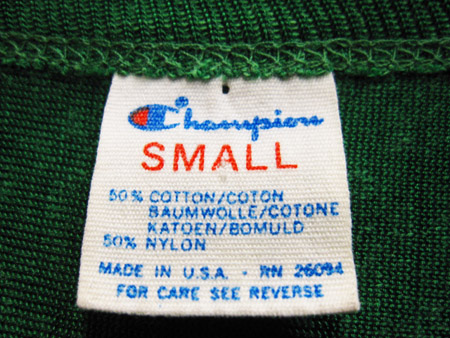 Champion
SMALL
50% COTTON/COTON
BAUMWOLLE/COTONE
KATOEN/BOMULD
50% NYLON
MADE IN U.S.A. - RN 26094
FOR CARE SEE REVERSE